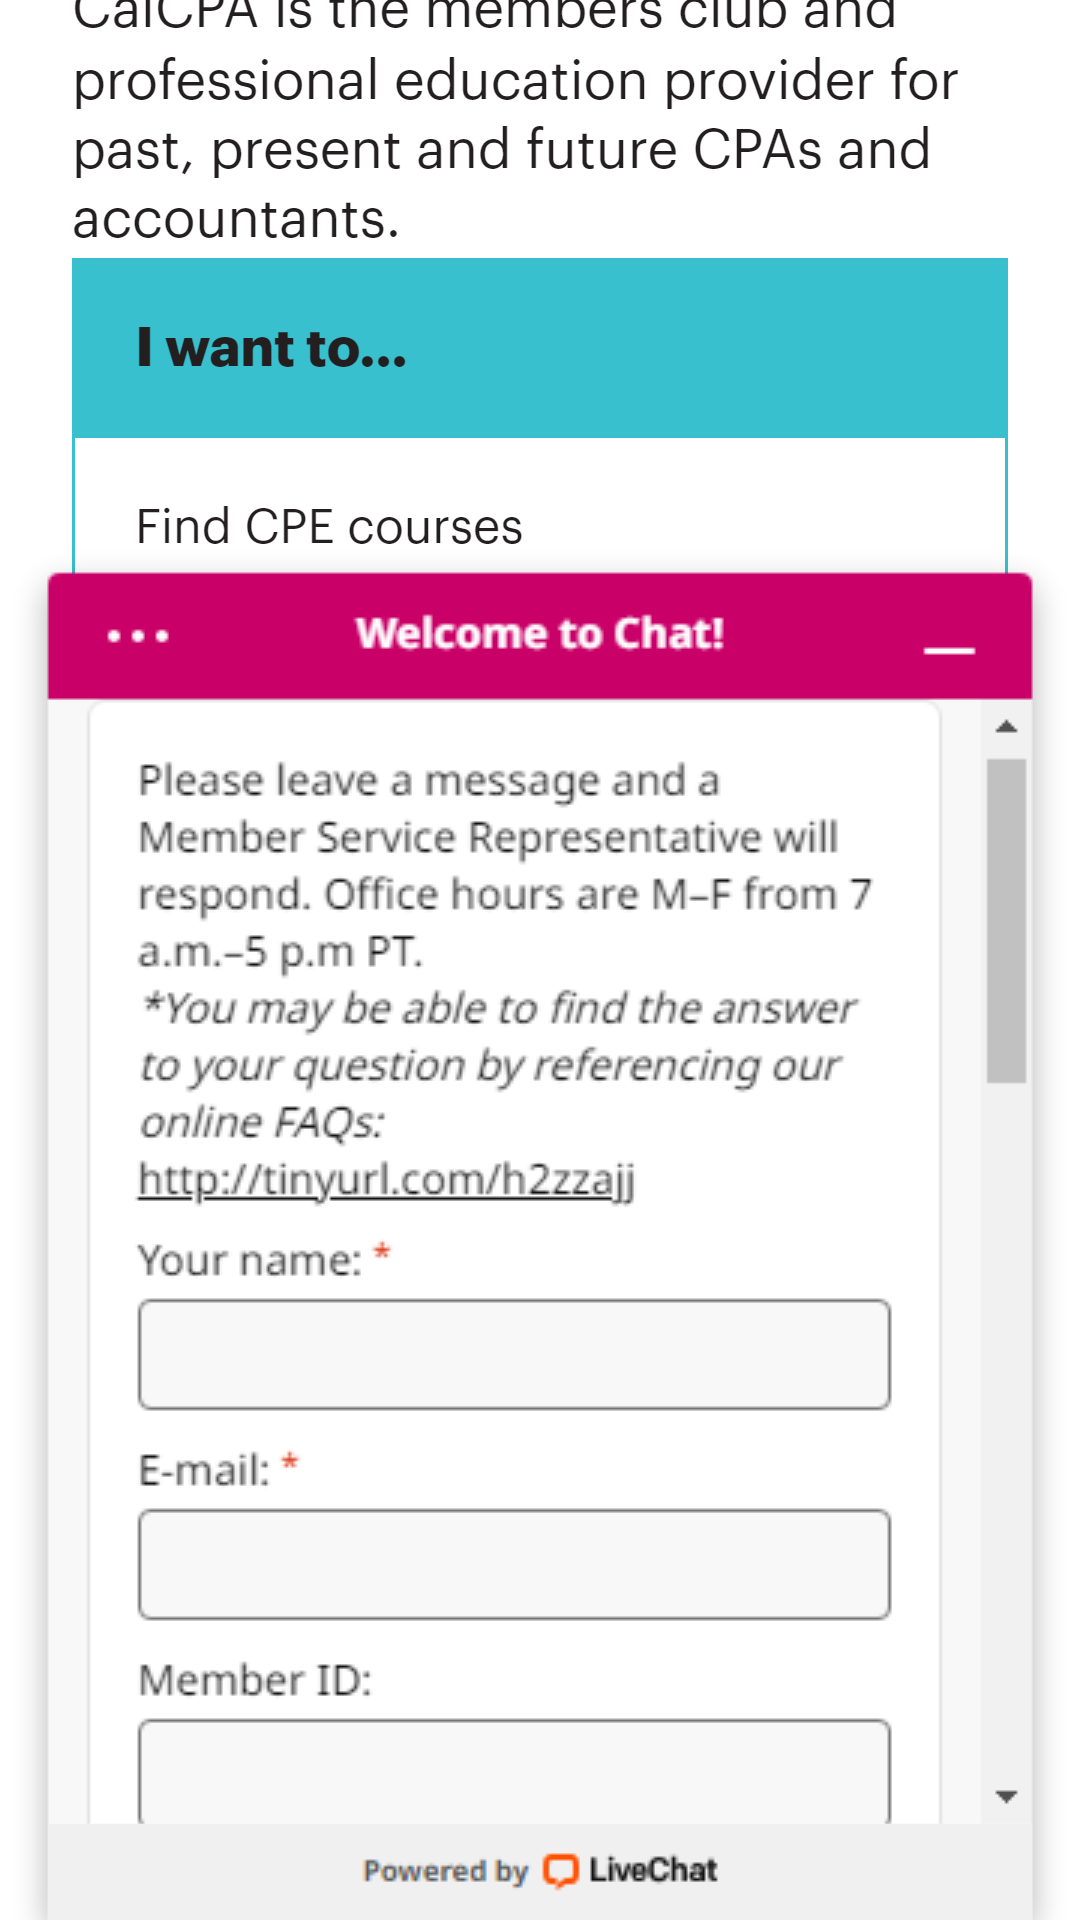 CalCPA is the members club and
professional education provider for
past, present and future CPAs and
accountants.
I want to...
Find CPE courses
Welcome to Chat!
Please leave a message and a
Member Service Representative will
respond. Office hours are M–F from 7
a.m.–5 p.m PT.
*You may be able to find the answer
to your question by referencing our
online FAQs:
http://tinyurl.com/h2zzajj
Your name: *
E-mail: *
Member ID:
Powered by LiveChat